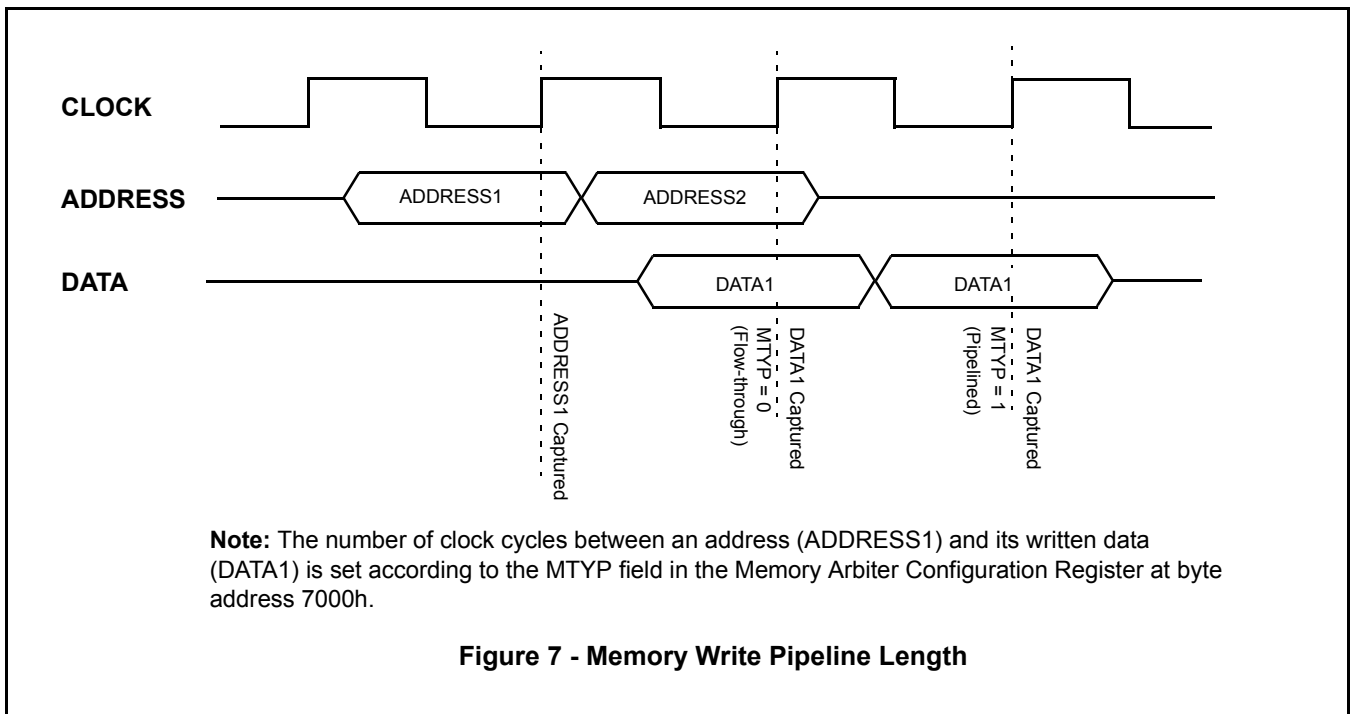 CLOCK
ADDRESS
ADDRESS1
ADDRESS2
DATA
DATA1
DATA1
ADDRESS1 Captured
DATA1 Captured
MTYP = 0
(Flow-through)
DATA1 Captured
MTYP = 1
(Pipelined)
Note: The number of clock cycles between an address (ADDRESS1) and its written data
(DATA1) is set according to the MTYP field in the Memory Arbiter Configuration Register at byte
address 7000h.
Figure 7 - Memory Write Pipeline Length